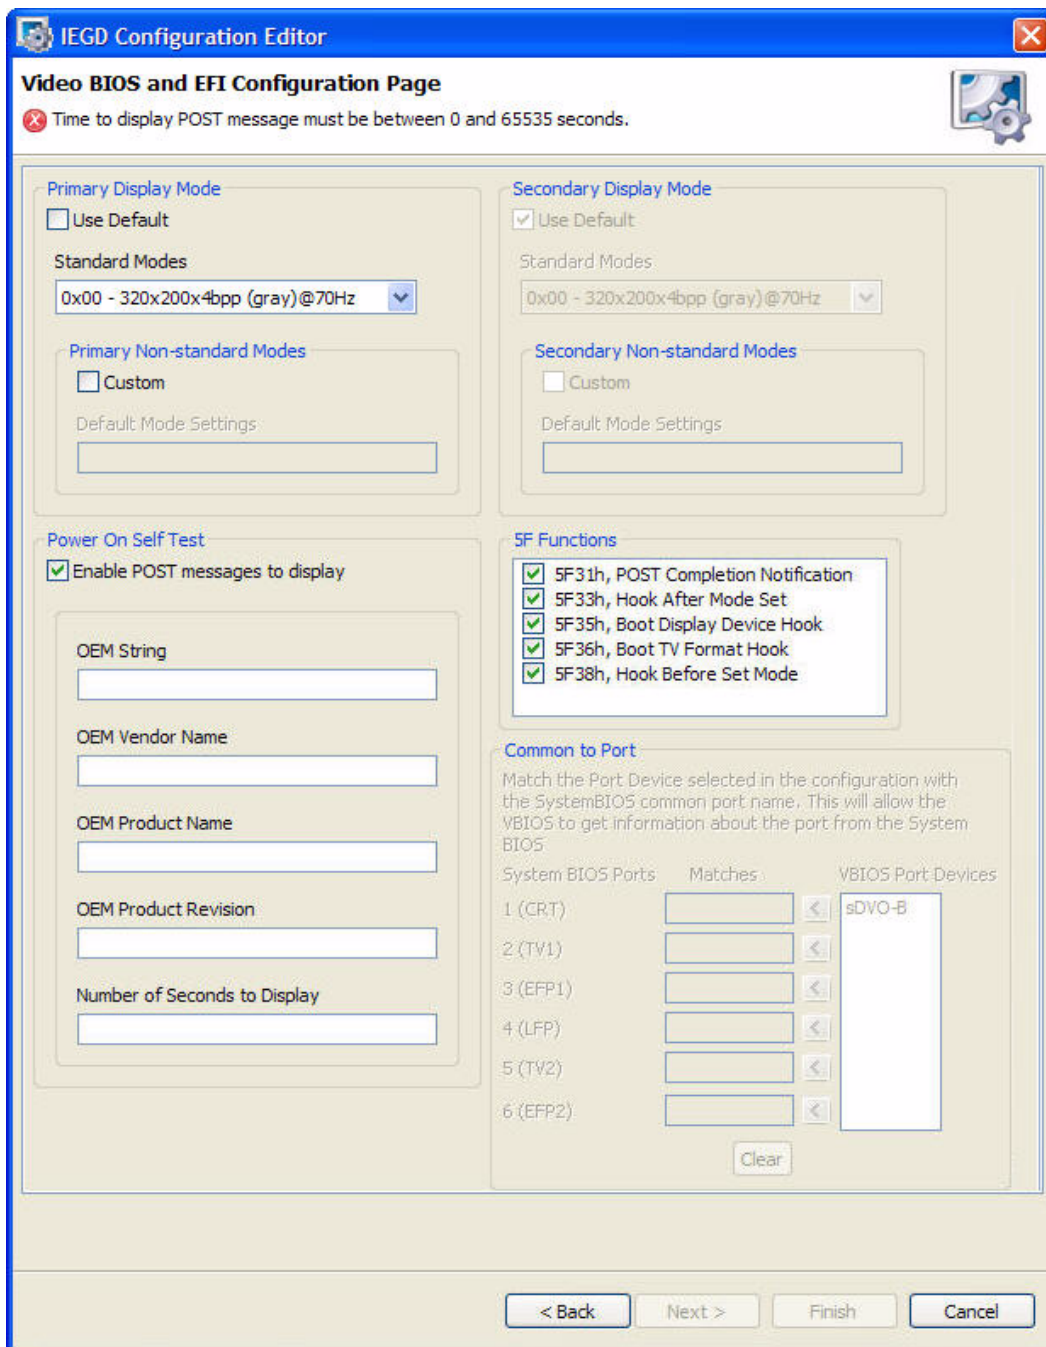 IEGD Configuration Editor
Video BIOS and EFI Configuration Page
Time to display POST message must be between 0 and 65535 seconds.
Primary Display Mode
Use Default
Standard Modes
0x00 - 320x200x4bpp (gray)@70Hz
Primary Non-standard Modes
Custom
Default Mode Settings
Secondary Display Mode
Use Default
Standard Modes
0x00 - 320x200x4bpp (gray)@70Hz
Secondary Non-standard Modes
Custom
Default Mode Settings
Power On Self Test
Enable POST messages to display
OEM String
OEM Vendor Name
OEM Product Name
OEM Product Revision
Number of Seconds to Display
5F Functions
5F31h, POST Completion Notification
5F33h, Hook After Mode Set
5F35h, Boot Display Device Hook
5F36h, Boot TV Format Hook
5F38h, Hook Before Set Mode
Common to Port
Match the Port Device selected in the configuration with
the SystemBIOS common port name. This will allow the
VBIOS to get information about the port from the System
BIOS
System BIOS Ports Matches VBIOS Port Devices
1 (CRT) < sDVO-B
2 (TV1) <
3 (EFP1) <
4 (LFP) <
5 (TV2) <
6 (EFP2) <
Clear
< Back Next > Finish Cancel